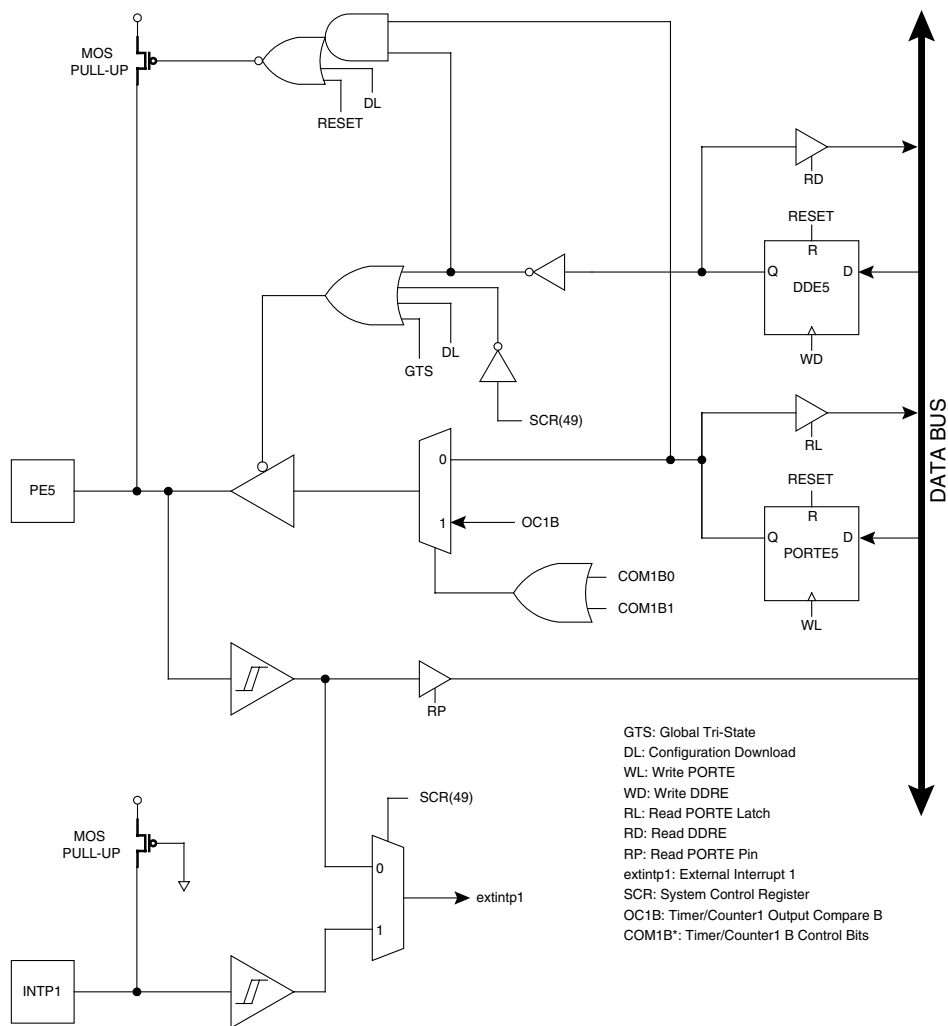 MOS
PULL-UP
DL
RESET
RD
RESET
R
Q
D
DDE5
WD
DL
GTS
SCR(49)
RL
DATA BUS
PE5
0
1
OC1B
RESET
R
Q
D
PORTE5
WL
COM1B0
COM1B1
RP
GTS: Global Tri-State
DL: Configuration Download
WL: Write PORTE
WD: Write DDRE
RL: Read PORTE Latch
RD: Read DDRE
RP: Read PORTE Pin
extintp1: External Interrupt 1
SCR: System Control Register
OC1B: Timer/Counter1 Output Compare B
COM1B*: Timer/Counter1 B Control Bits
SCR(49)
MOS
PULL-UP
0
1
extintp1
INTP1